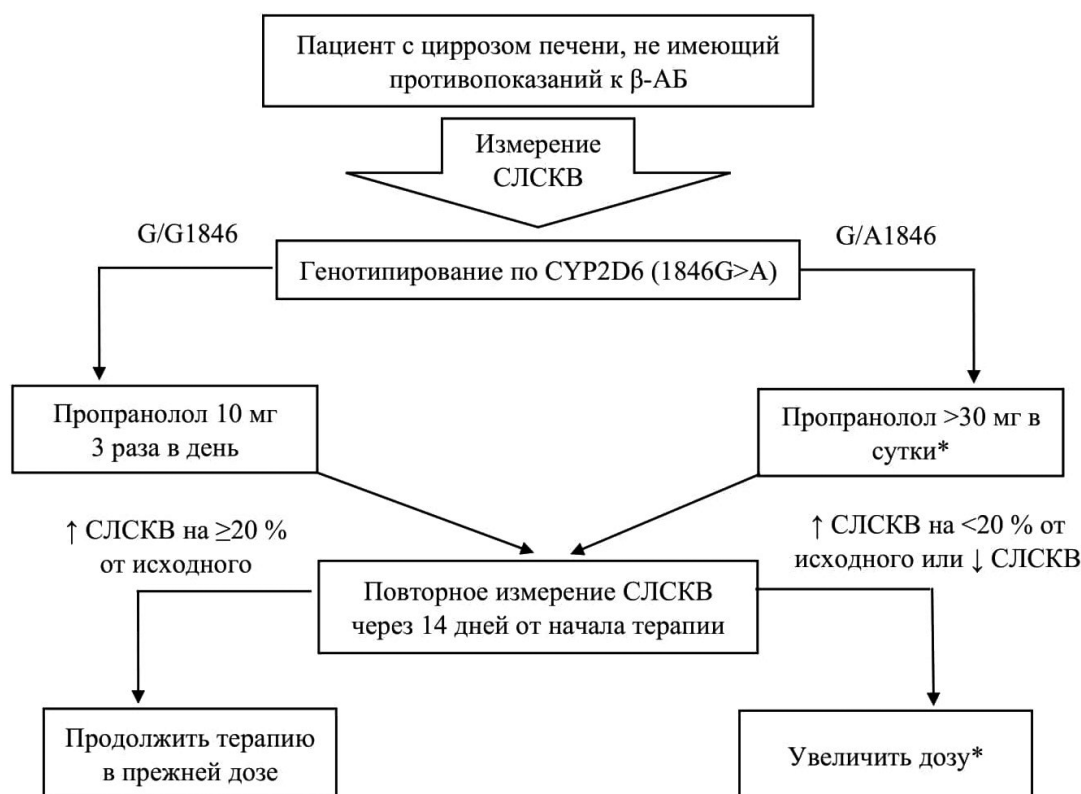 Пациент с циррозом печени, не имеющий
противопоказаний к β-АБ
Измерение
СЛСКВ
G/G1846
G/A1846
Генотипирование по CYP2D6 (1846G>A)
Пропранолол 10 мг
3 раза в день
Пропранолол >30 мг в
сутки*
↑ СЛСКВ на ≥20 %
от исходного
↑ СЛСКВ на <20 % от
исходного или ↓ СЛСКВ
Повторное измерение СЛСКВ
через 14 дней от начала терапии
Продолжить терапию
в прежней дозе
Увеличить дозу*